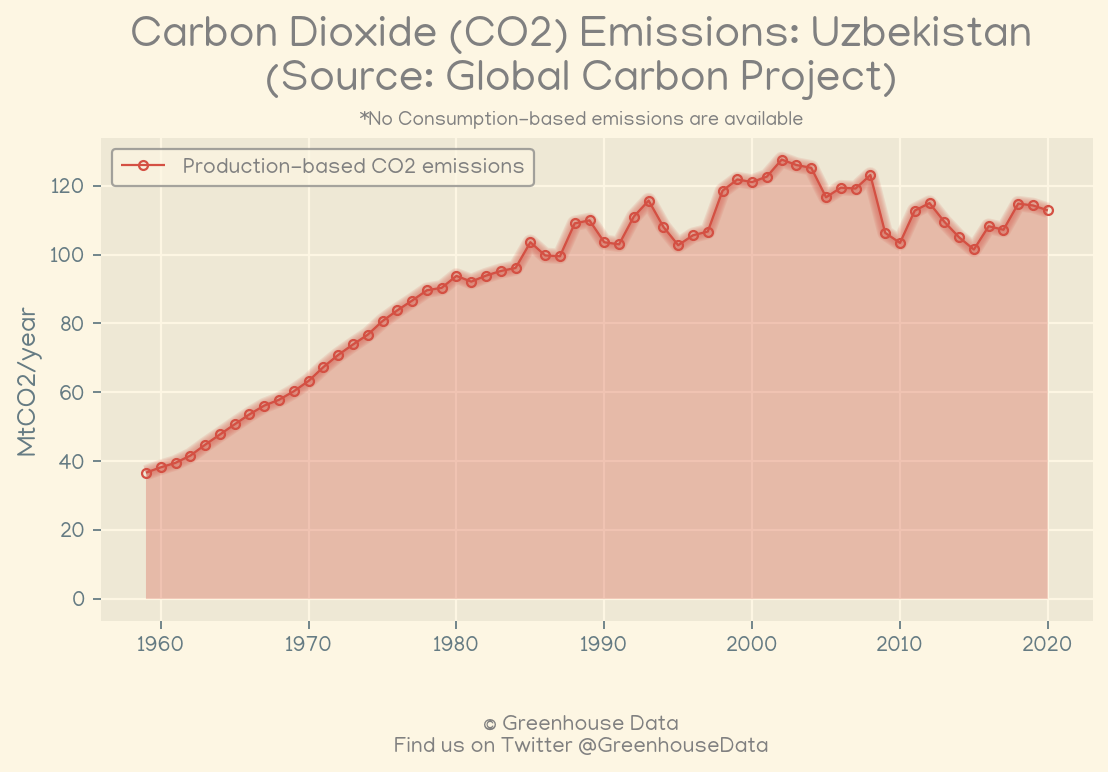 Carbon Dioxide (CO2) Emissions: Uzbekistan
(Source: Global Carbon Project)
*No Consumption-based emissions are available
Production-based CO2 emissions
MtCO2/year
120
100
80
60
40
20
0
1960 1970 1980 1990 2000 2010 2020
© Greenhouse Data
Find us on Twitter @GreenhouseData